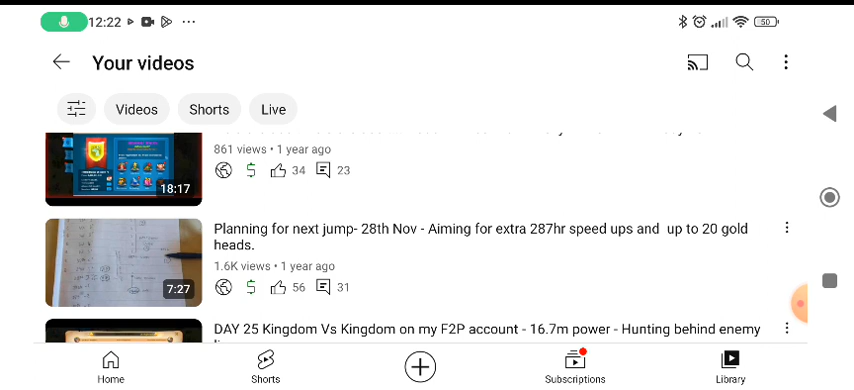 12:22
50
Your videos
Videos
Shorts
Live
861 views • 1 year ago
34
23
18:17
Planning for next jump- 28th Nov - Aiming for extra 287hr speed ups and up to 20 gold
heads.
1.6K views • 1 year ago
56
31
7:27
DAY 25 Kingdom Vs Kingdom on my F2P account - 16.7m power - Hunting behind enemy
Home
Shorts
Subscriptions
Library